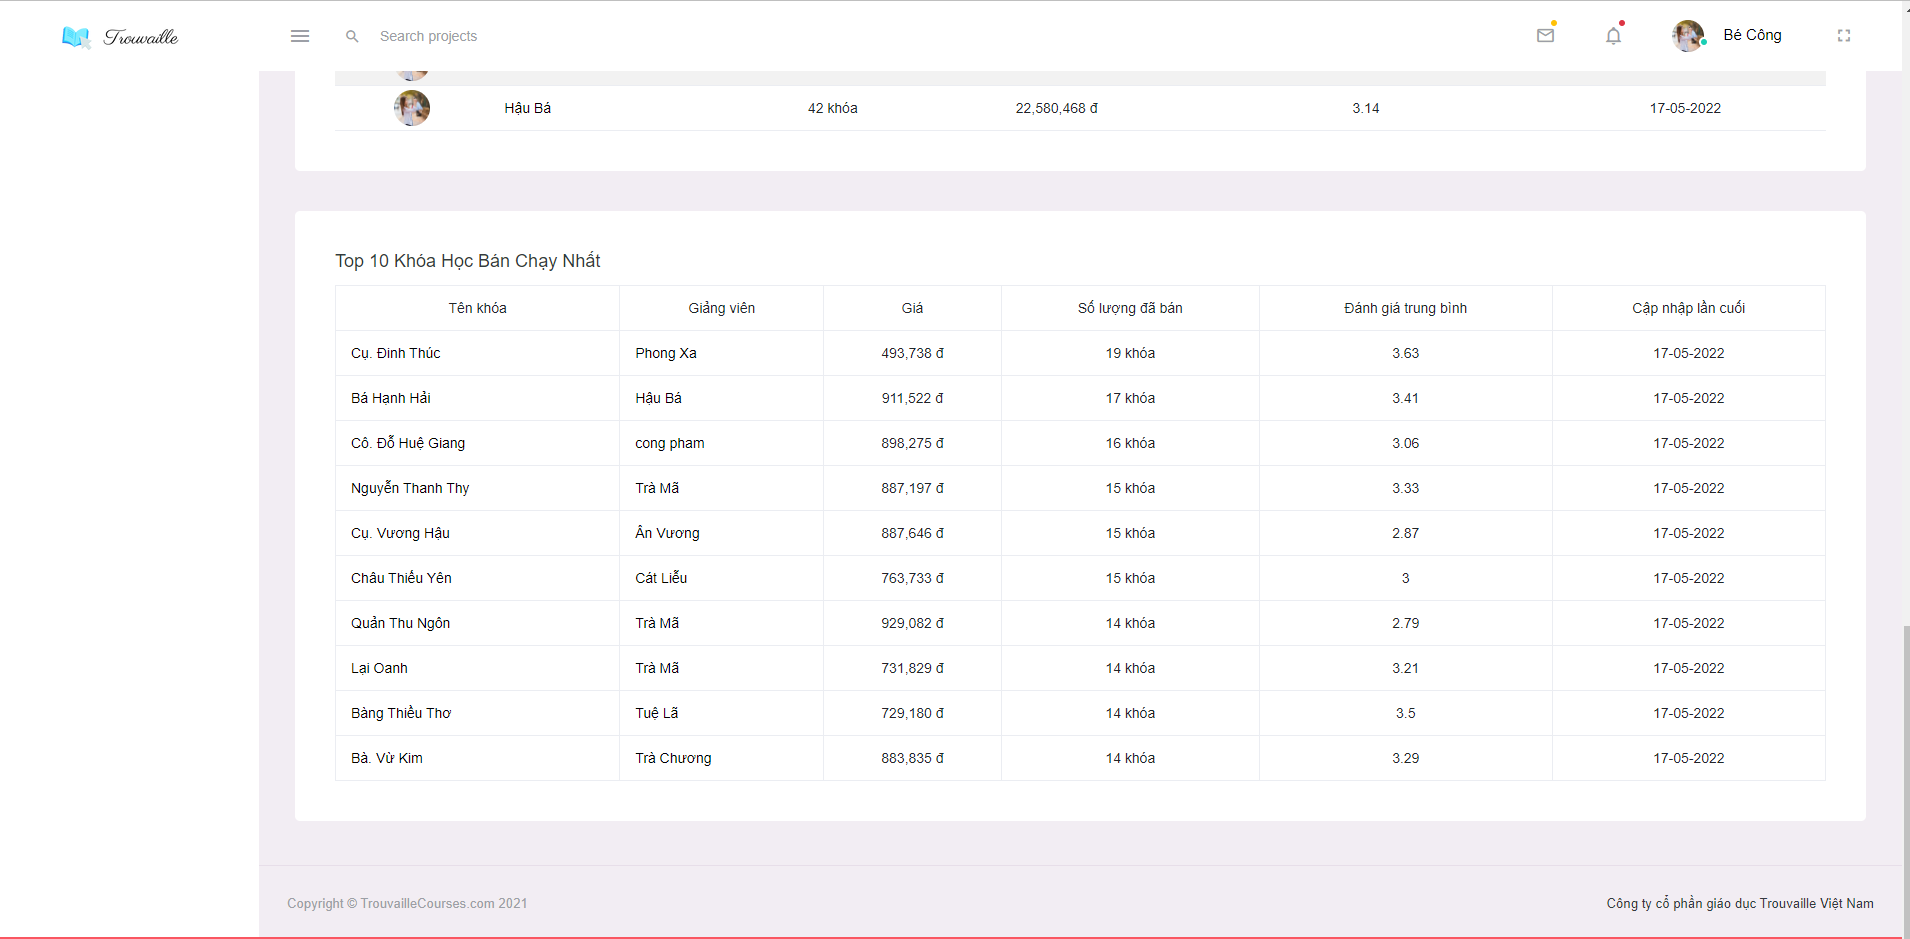 Trouvaille Search projects Bé Công
Hậu Bá 42 khóa 22,580,468 đ 3.14 17-05-2022
Top 10 Khóa Học Bán Chạy Nhất
Tên khóa Giảng viên Giá Số lượng đã bán Đánh giá trung bình Cập nhập lần cuối
Cụ. Đinh Thúc Phong Xa 493,738 đ 19 khóa 3.63 17-05-2022
Bá Hạnh Hải Hậu Bá 911,522 đ 17 khóa 3.41 17-05-2022
Cô. Đỗ Huệ Giang cong pham 898,275 đ 16 khóa 3.06 17-05-2022
Nguyễn Thanh Thy Trà Mã 887,197 đ 15 khóa 3.33 17-05-2022
Cụ. Vương Hậu Ân Vương 887,646 đ 15 khóa 2.87 17-05-2022
Châu Thiếu Yên Cát Liễu 763,733 đ 15 khóa 3 17-05-2022
Quản Thu Ngôn Trà Mã 929,082 đ 14 khóa 2.79 17-05-2022
Lại Oanh Trà Mã 731,829 đ 14 khóa 3.21 17-05-2022
Bàng Thiều Thơ Tuệ Lã 729,180 đ 14 khóa 3.5 17-05-2022
Bà. Vừ Kim Trà Chương 883,835 đ 14 khóa 3.29 17-05-2022
Copyright © TrouvailleCourses.com 2021 Công ty cổ phần giáo dục Trouvaille Việt Nam